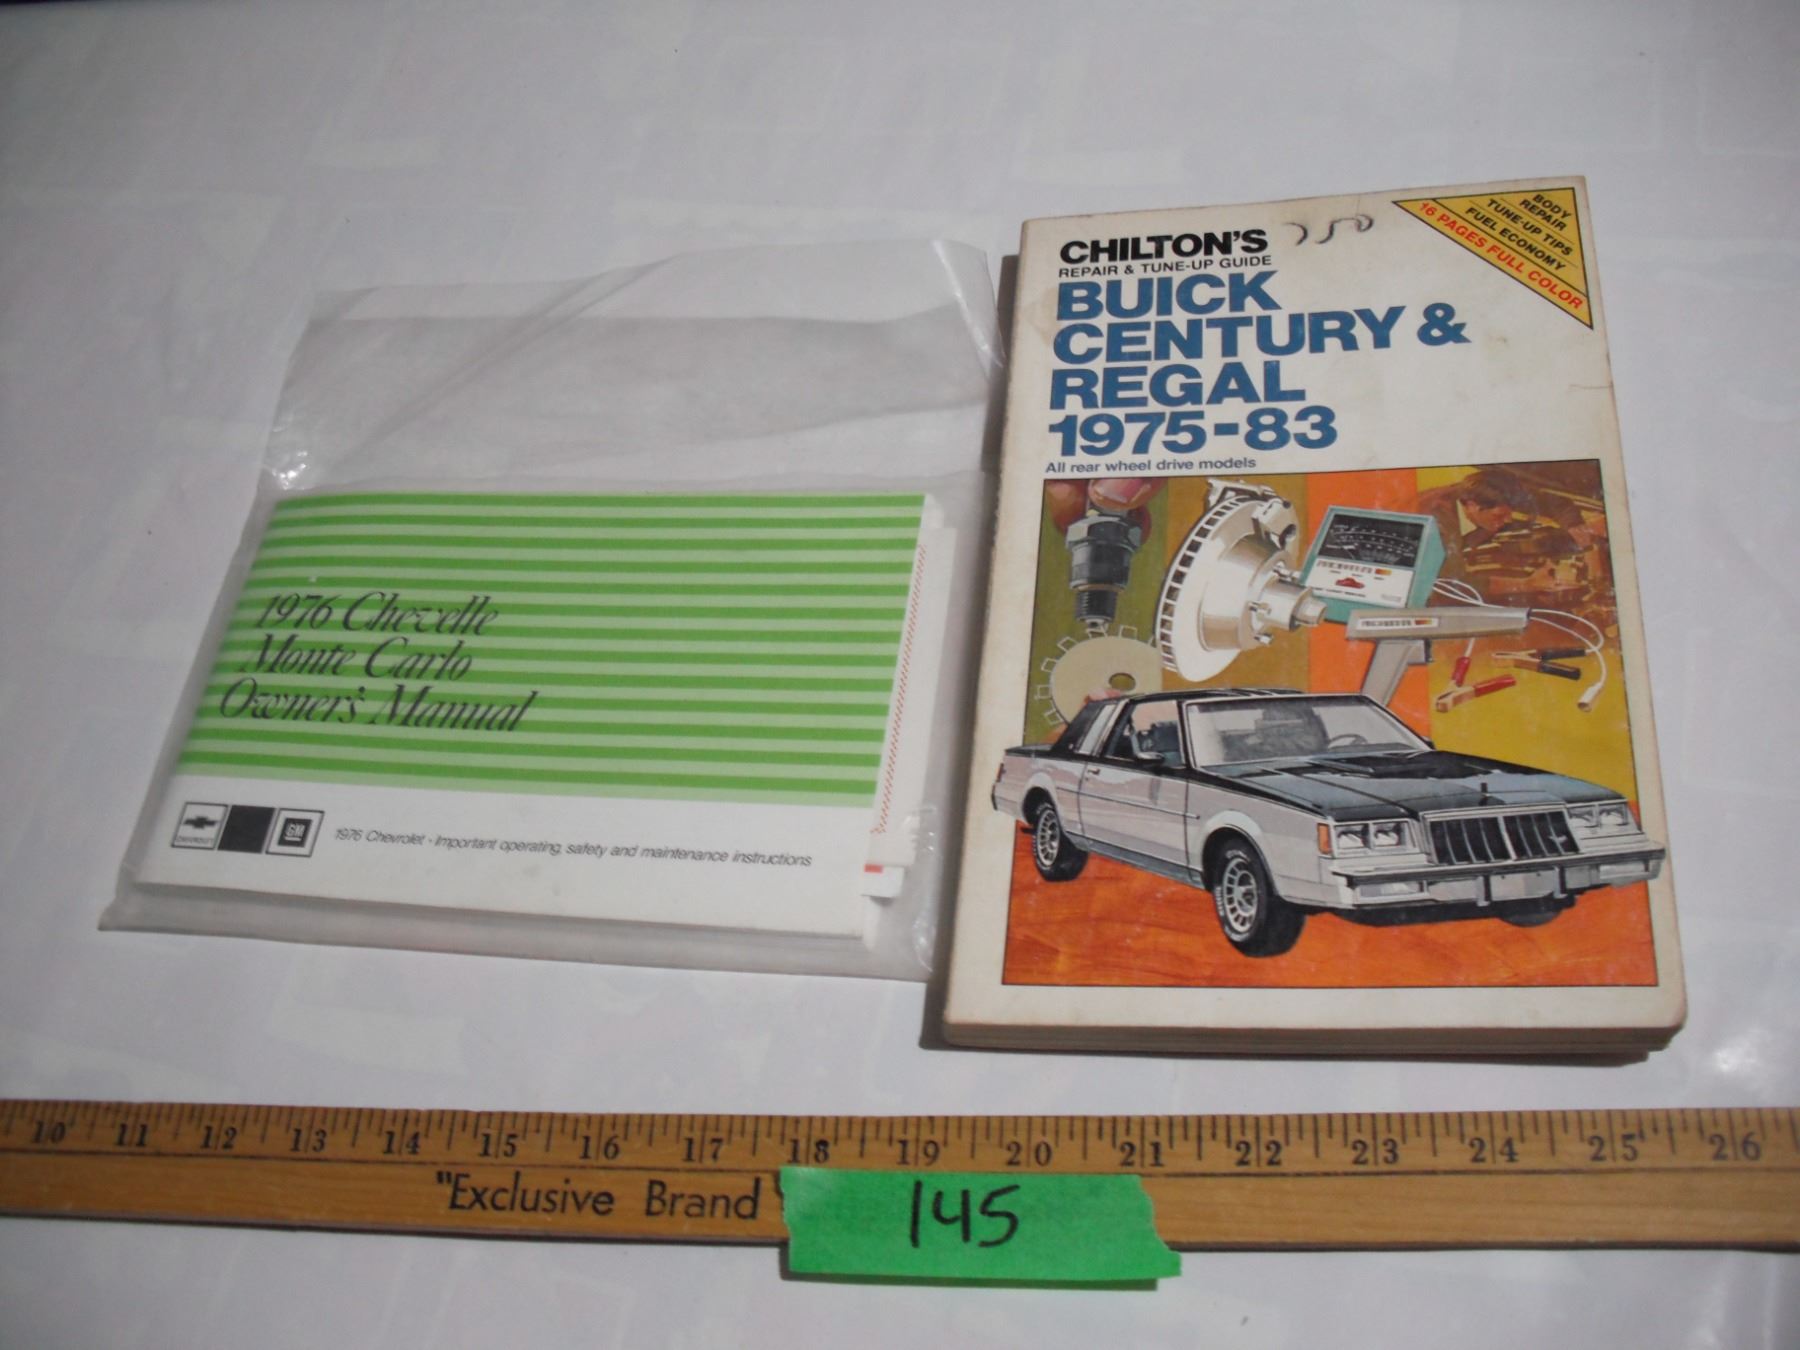 1976 Chevelle
Monte Carlo
Owner's Manual
CHEVROLET
GM
1976 Chevrolet • Important operating, safety and maintenance instructions
CHILTON'S
REPAIR & TUNE-UP GUIDE
BUICK
CENTURY &
REGAL
1975-83
All rear wheel drive models
BODY
REPAIR
TUNE-UP TIPS
FUEL ECONOMY
16 PAGES FULL COLOR
10 11 12 13 14 15 16 17 18 19 20 21 22 23 24 25 26
"Exclusive Brand
145